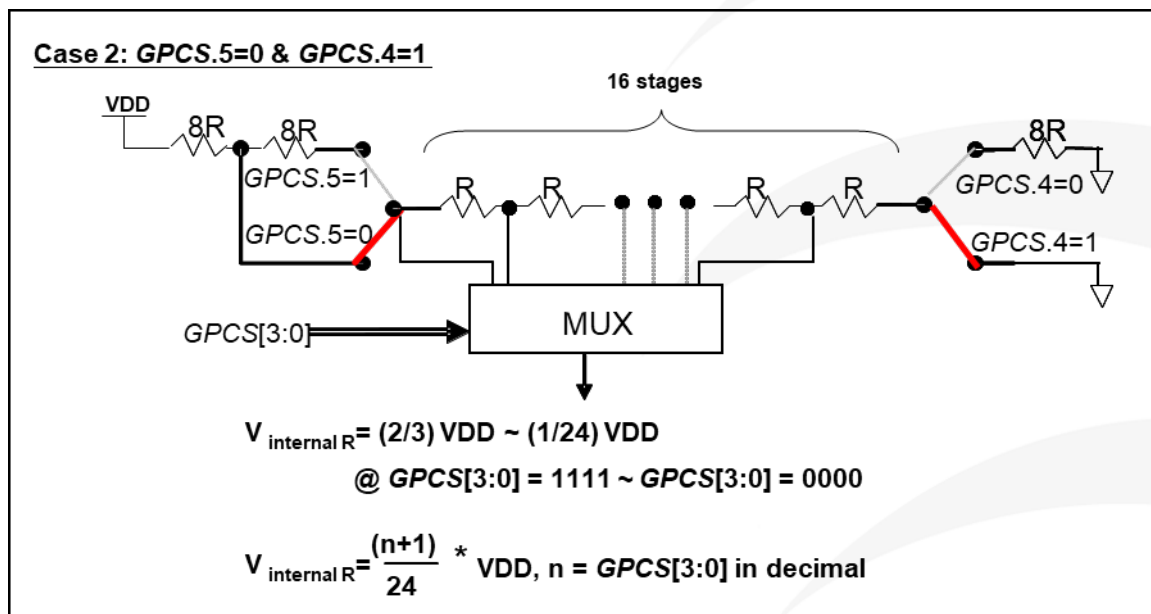 Case 2: GPCS.5=0 & GPCS.4=1
16 stages
VDD
8R
8R
8R
GPCS.5=1
R
R
R
R
GPCS.4=0
GPCS.5=0
GPCS.4=1
MUX
GPCS[3:0]
V internal R= (2/3) VDD ~ (1/24) VDD
@ GPCS[3:0] = 1111 ~ GPCS[3:0] = 0000
V internal R= (n+1)/24 * VDD, n = GPCS[3:0] in decimal